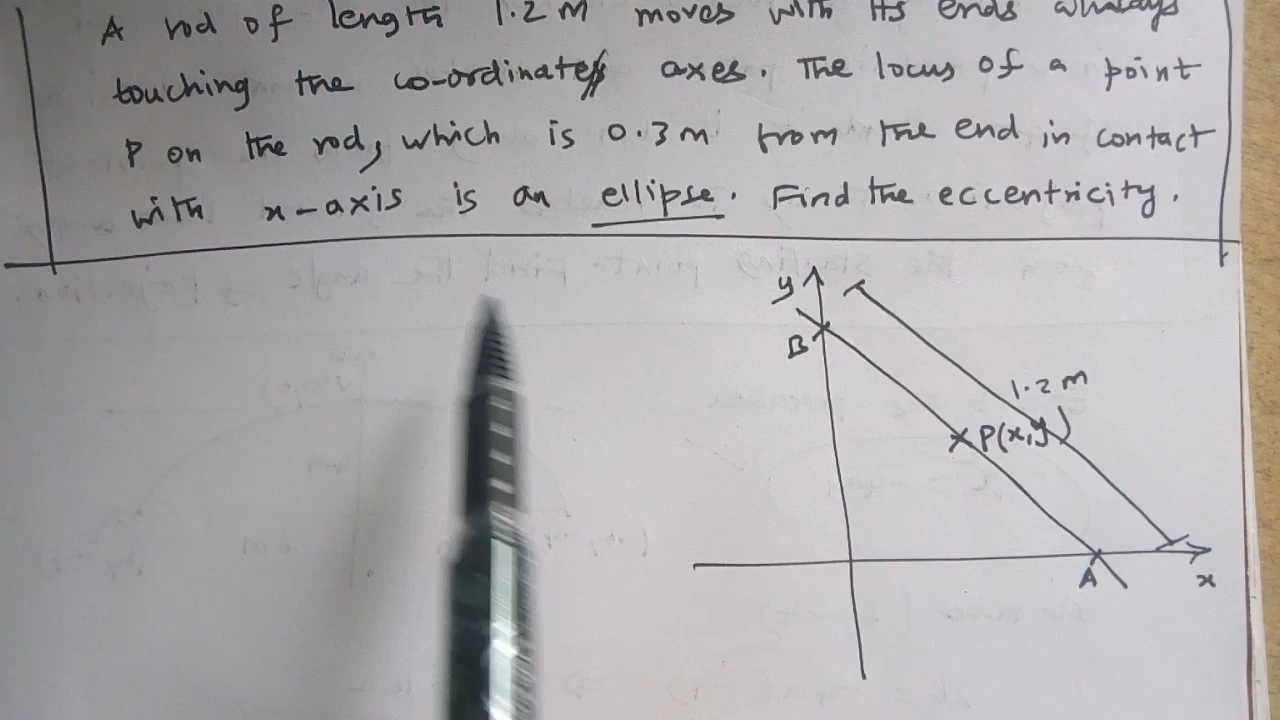 A rod of length 1.2 m moves with its ends always
touching the co-ordinates axes. The locus of a point
P on the rod, which is 0.3 m from the end in contact
with x-axis is an ellipse. Find the eccentricity.
y
B
1.2 m
P(x,y)
A
x